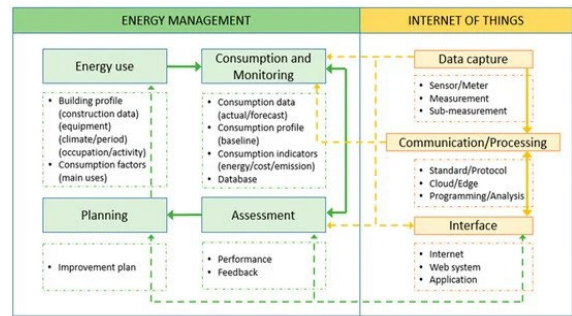 ENERGY MANAGEMENT
INTERNET OF THINGS
Energy use
• Building profile
(construction data)
(equipment)
(climate/period)
(occupation/activity)
• Consumption factors
(main uses)
Consumption and
Monitoring
• Consumption data
(actual/forecast)
• Consumption profile
(baseline)
• Consumption indicators
(energy/cost/emission)
• Database
Data capture
• Sensor/Meter
• Measurement
• Sub-measurement
Communication/Processing
• Standard/Protocol
• Cloud/Edge
• Programming/Analysis
Planning
• Improvement plan
Assessment
• Performance
• Feedback
Interface
• Internet
• Web system
• Application